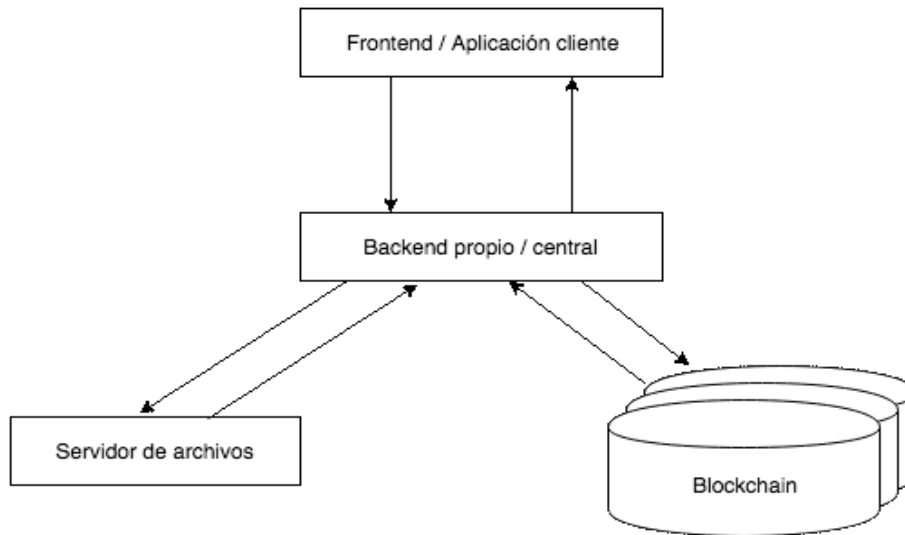 Frontend / Aplicación cliente
Backend propio / central
Servidor de archivos
Blockchain